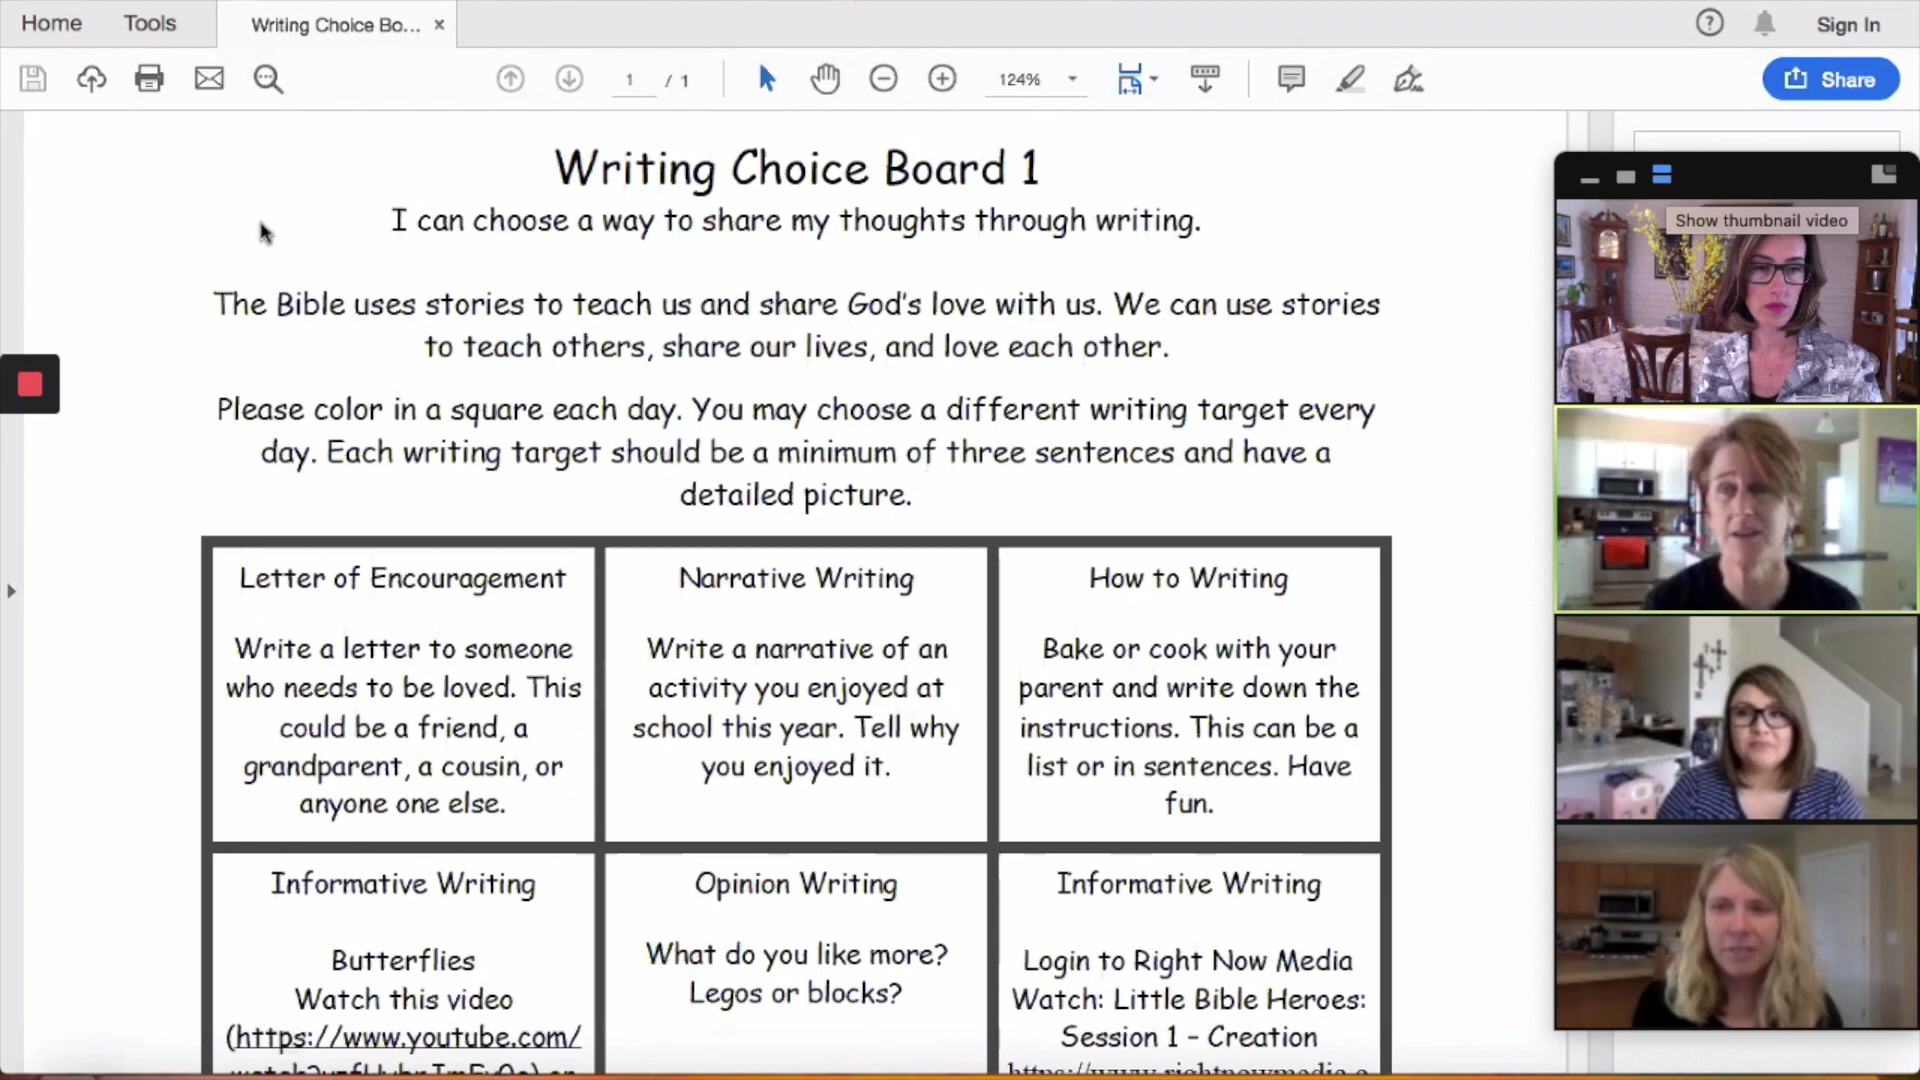 Home Tools Writing Choice Bo... × Sign In
1 / 1 124% Share
Writing Choice Board 1
I can choose a way to share my thoughts through writing.
The Bible uses stories to teach us and share God's love with us. We can use stories
to teach others, share our lives, and love each other.
Please color in a square each day. You may choose a different writing target every
day. Each writing target should be a minimum of three sentences and have a
detailed picture.
Letter of Encouragement
Write a letter to someone
who needs to be loved. This
could be a friend, a
grandparent, a cousin, or
anyone one else.
Narrative Writing
Write a narrative of an
activity you enjoyed at
school this year. Tell why
you enjoyed it.
How to Writing
Bake or cook with your
parent and write down the
instructions. This can be a
list or in sentences. Have
fun.
Informative Writing
Butterflies
Watch this video
(https://www.youtube.com/
Opinion Writing
What do you like more?
Legos or blocks?
Informative Writing
Login to Right Now Media
Watch: Little Bible Heroes:
Session 1 – Creation
Show thumbnail video